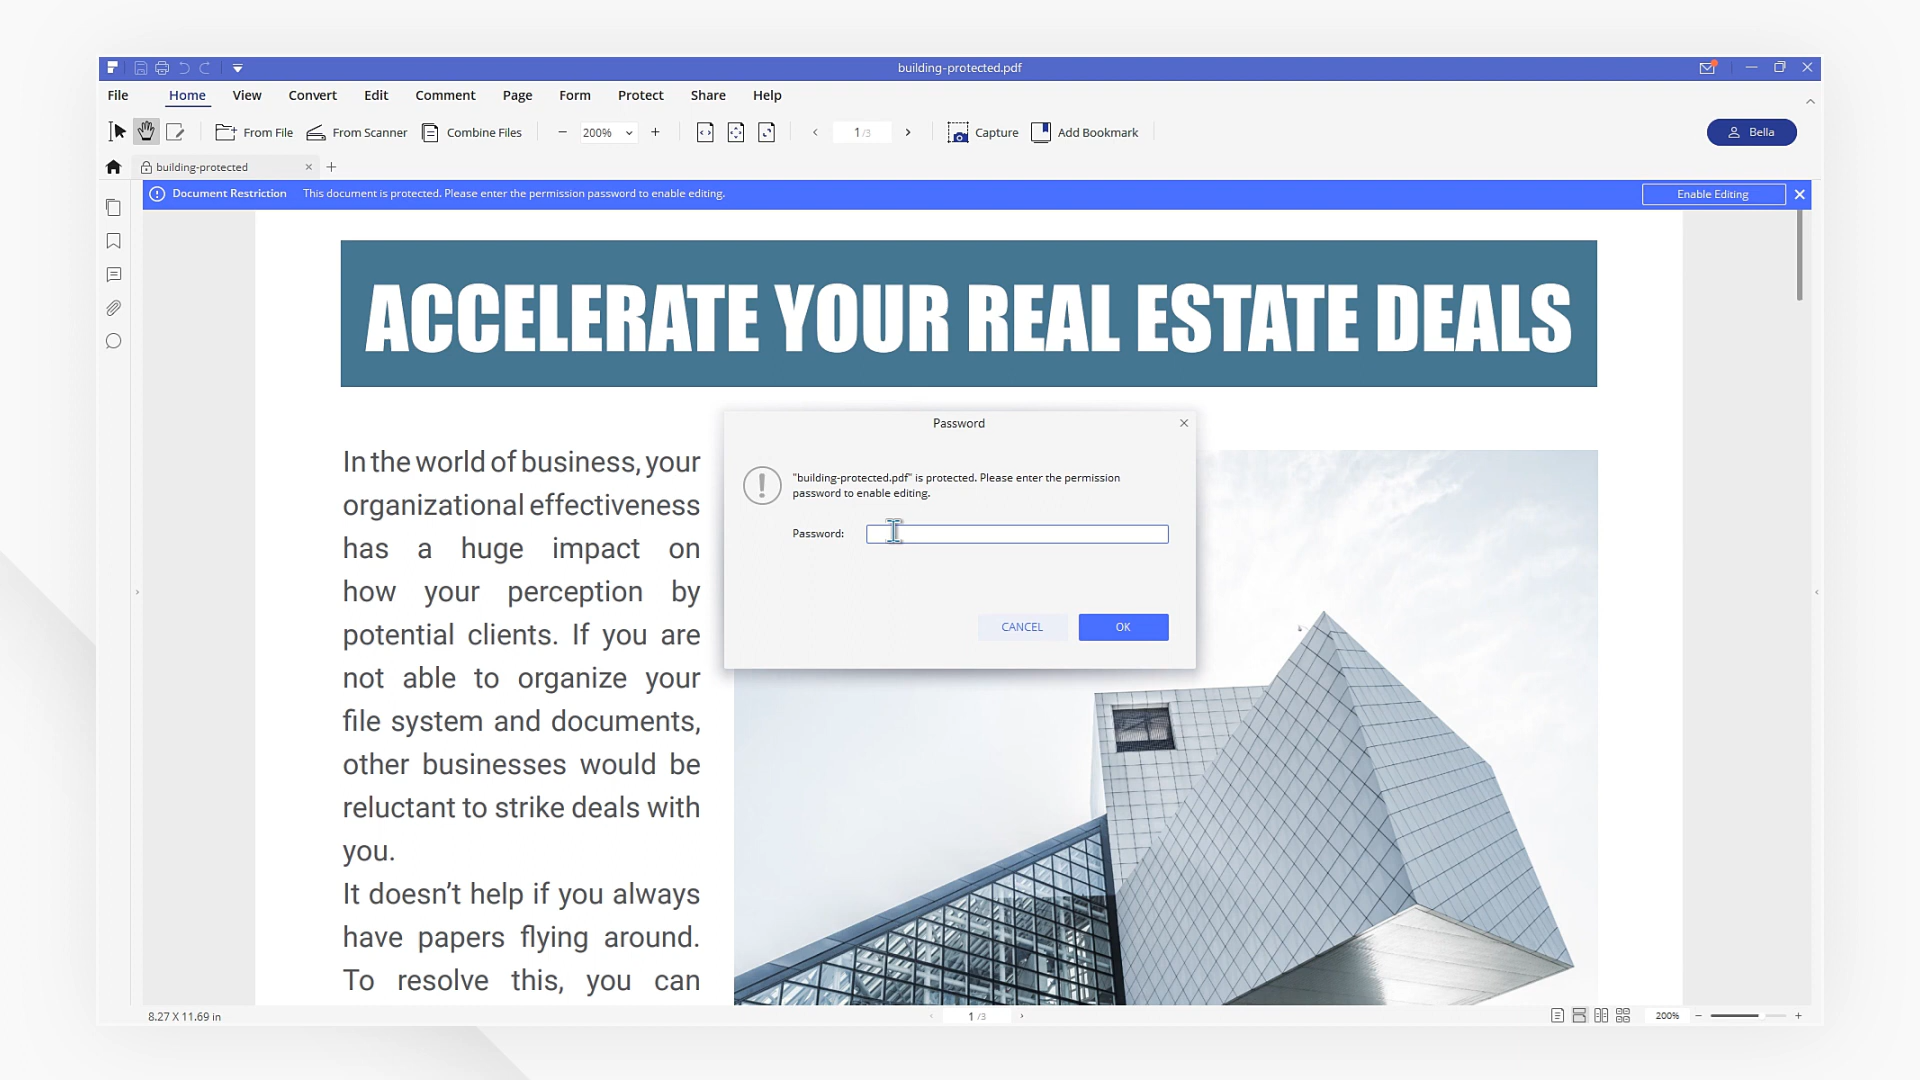 building-protected.pdf
File Home View Convert Edit Comment Page Form Protect Share Help
From File From Scanner Combine Files 200% 1/3 Capture Add Bookmark Bella
building-protected
Document Restriction This document is protected. Please enter the permission password to enable editing. Enable Editing
ACCELERATE YOUR REAL ESTATE DEALS
Password
"building-protected.pdf" is protected. Please enter the permission
password to enable editing.
Password:
CANCEL OK
In the world of business, your
organizational effectiveness
has a huge impact on
how your perception by
potential clients. If you are
not able to organize your
file system and documents,
other businesses would be
reluctant to strike deals with
you.
It doesn’t help if you always
have papers flying around.
To resolve this, you can
8.27 X 11.69 in 1/3 200%